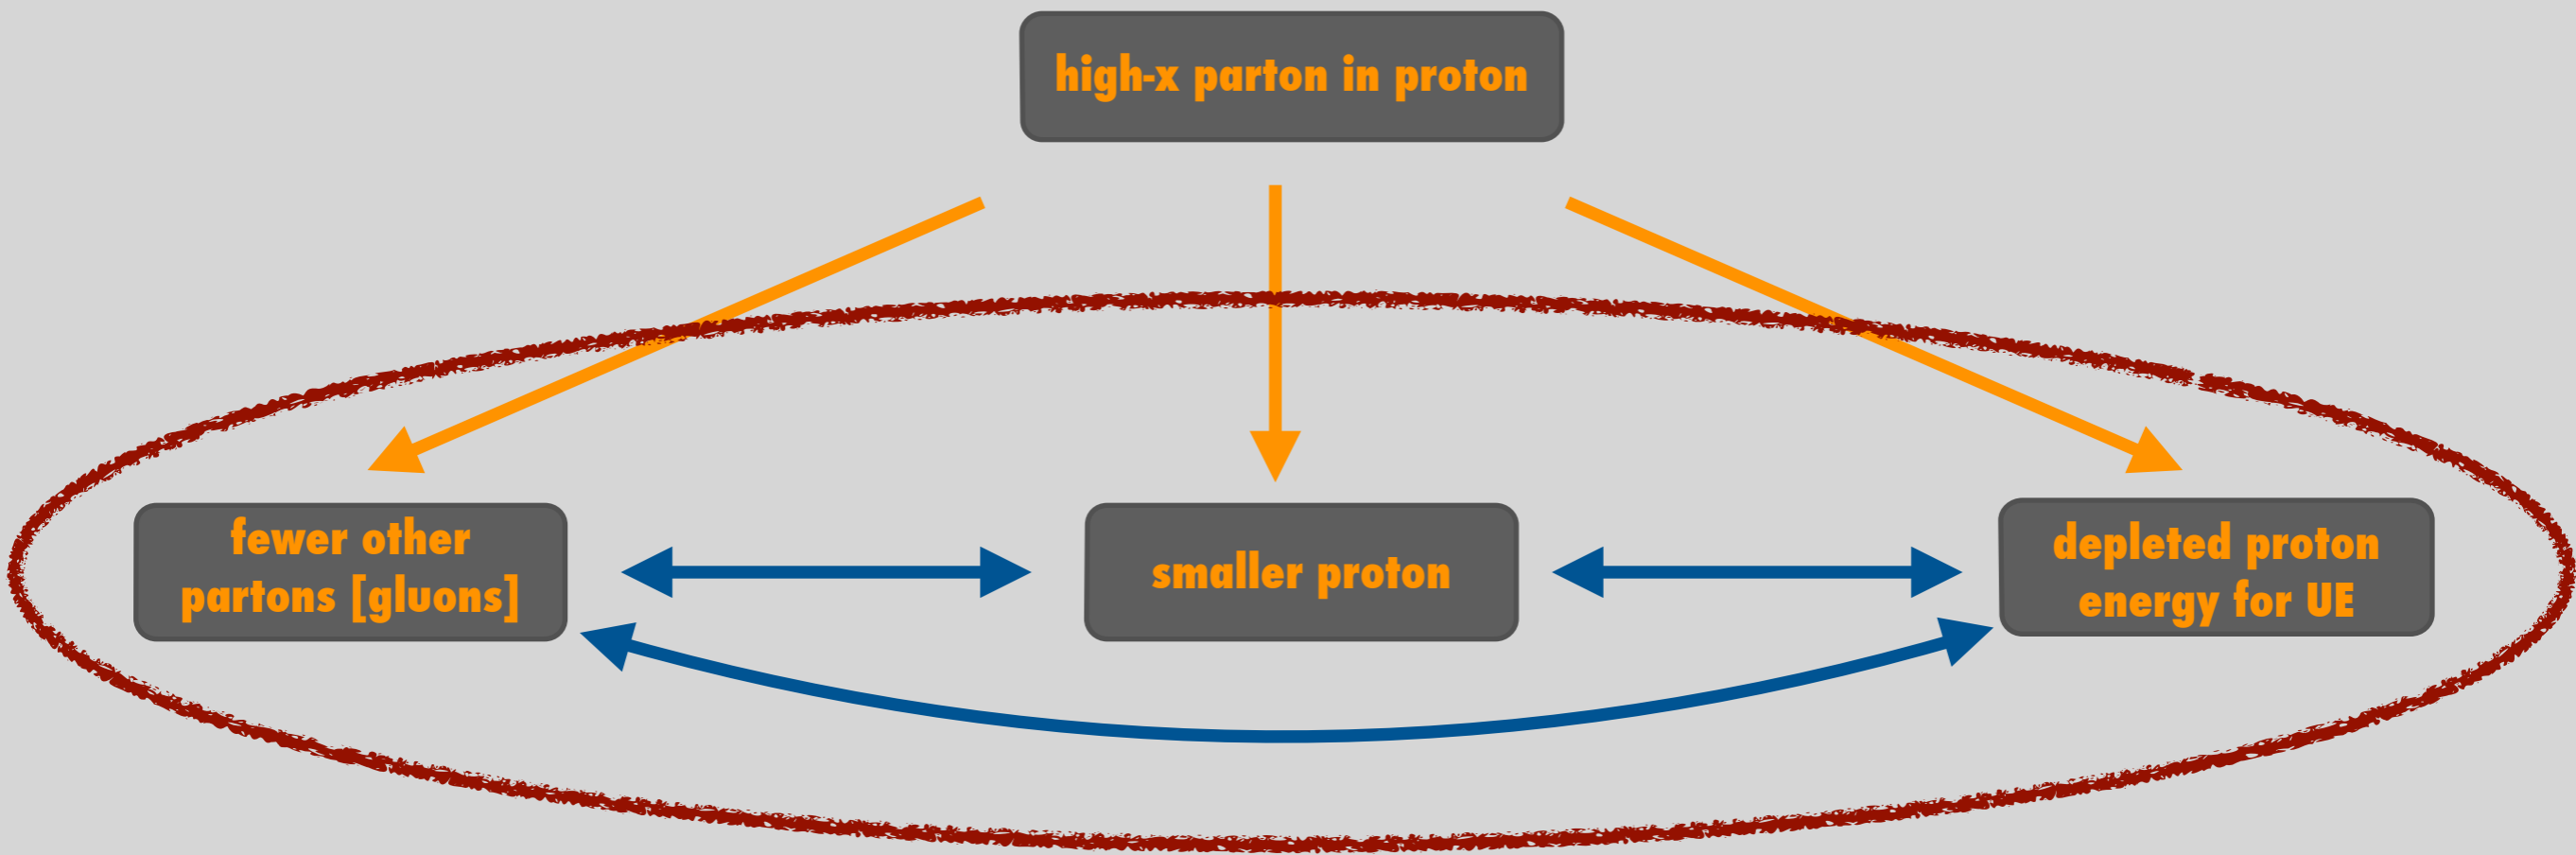 high-x parton in proton
fewer other
partons [gluons]
smaller proton
depleted proton
energy for UE